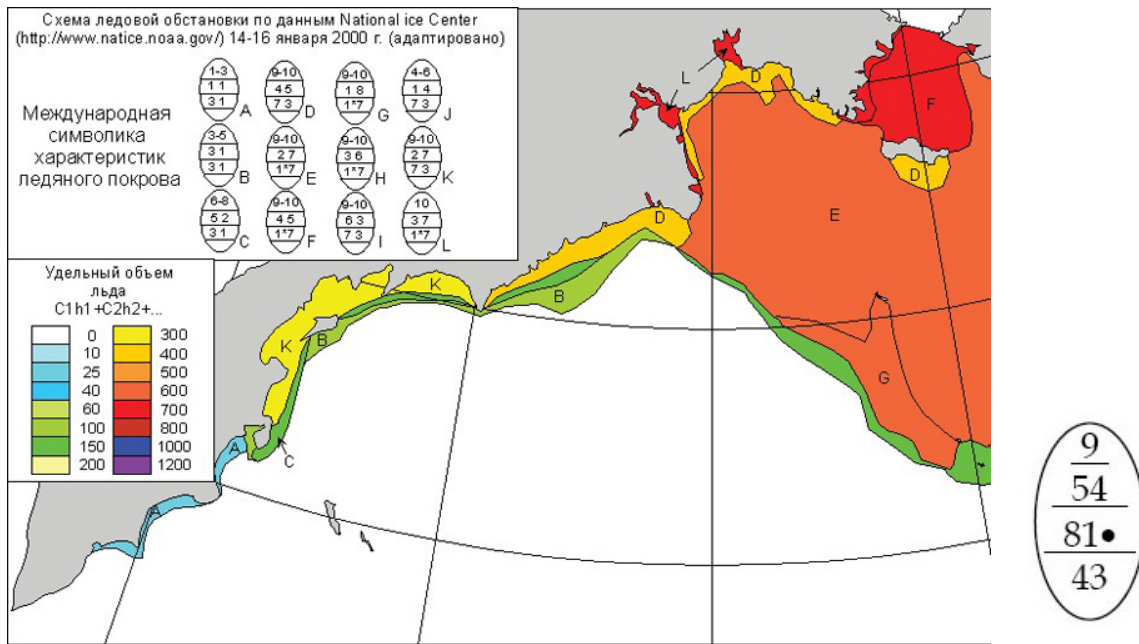 Схема ледовой обстановки по данным National ice Center
(http://www.natice.noaa.gov/) 14-16 января 2000 г. (адаптировано)
Международная
символика
характеристик
ледяного покрова
1-3
1 1
3 1
A
9-10
4 5
7 3
D
9-10
1 8
1*7
G
4-6
1 4
7 3
J
3-5
3 1
3 1
B
9-10
2 7
1*7
E
9-10
3 6
1*7
H
9-10
2 7
7 3
K
6-8
5 2
3 1
C
9-10
4 5
1*7
F
9-10
6 3
7 3
I
10
3 7
1*7
L
Удельный объем
льда
C1h1+C2h2+...
0 300
10 400
25 500
40 600
60 700
100 800
150 1000
200 1200
L
D
F
D
E
D
K
B
K
B
G
A
C
A
9
54
81•
43